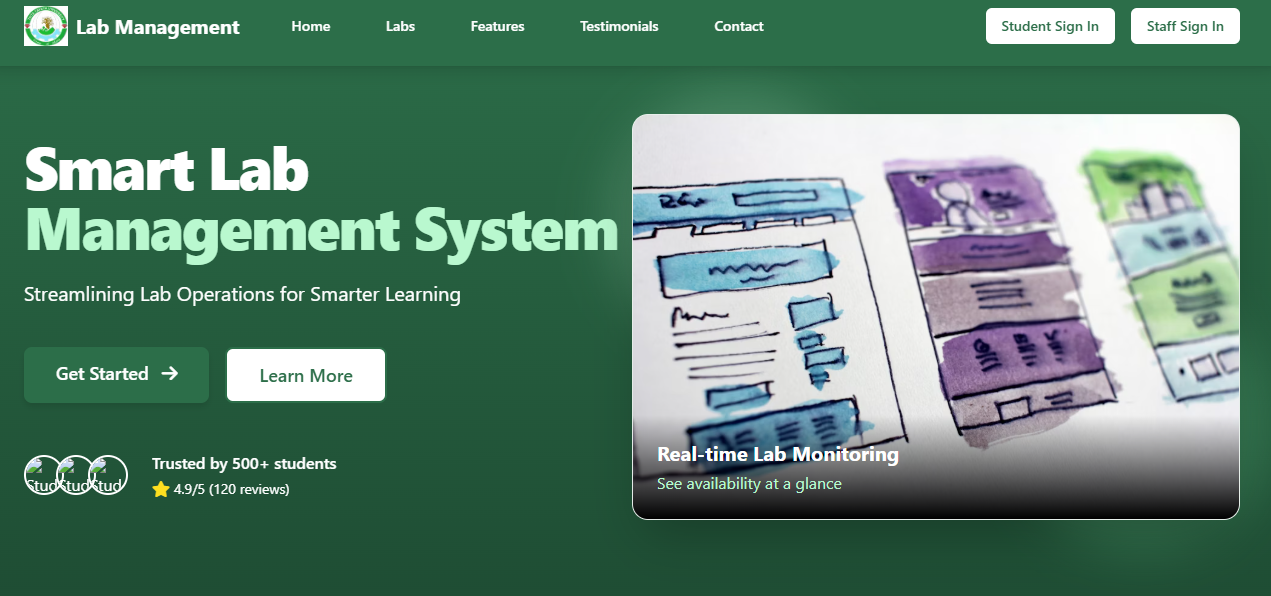 Lab Management
Home
Labs
Features
Testimonials
Contact
Student Sign In
Staff Sign In
Smart Lab
Management System
Streamlining Lab Operations for Smarter Learning
Get Started
Learn More
Stud
Stud
Stud
Trusted by 500+ students
4.9/5 (120 reviews)
Real-time Lab Monitoring
See availability at a glance